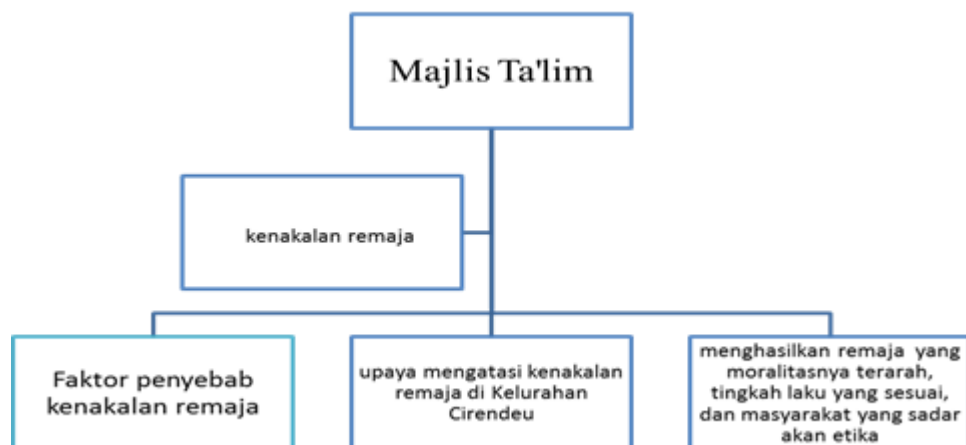 Majlis Ta'lim
kenakalan remaja
Faktor penyebab
kenakalan remaja
upaya mengatasi kenakalan
remaja di Kelurahan
Cirendeu
menghasilkan remaja yang
moralitasnya terarah,
tingkah laku yang sesuai,
dan masyarakat yang sadar
akan etika